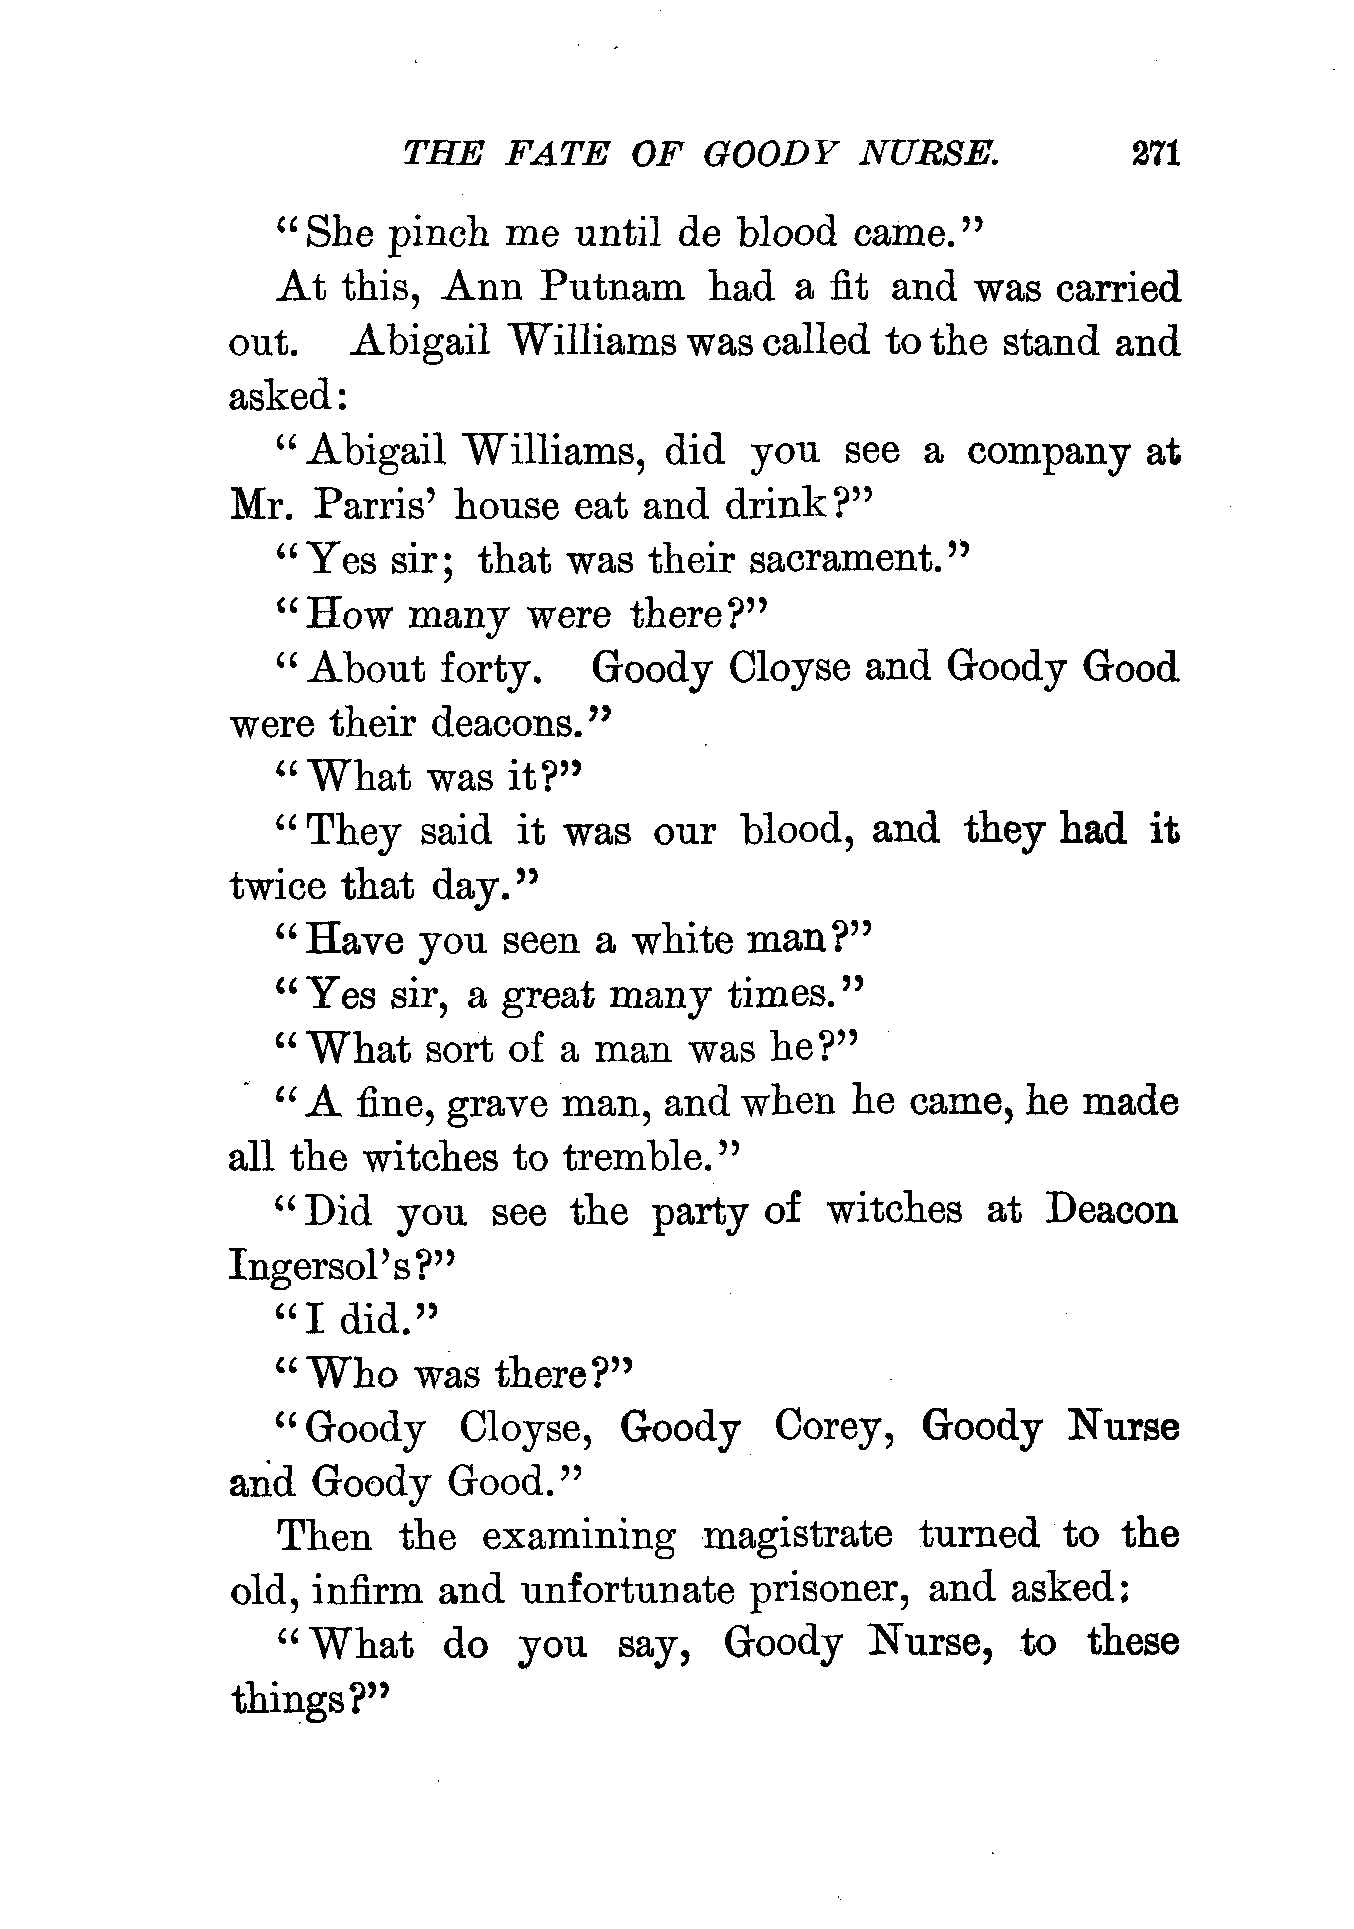 THE FATE OF GOODY NURSE. 271
"She pinch me until de blood came."
At this, Ann Putnam had a fit and was carried
out. Abigail Williams was called to the stand and
asked:
"Abigail Williams, did you see a company at
Mr. Parris' house eat and drink?"
"Yes sir; that was their sacrament."
"How many were there?"
"About forty. Goody Cloyse and Goody Good
were their deacons."
"What was it?"
"They said it was our blood, and they had it
twice that day."
"Have you seen a white man?"
"Yes sir, a great many times."
"What sort of a man was he?"
"A fine, grave man, and when he came, he made
all the witches to tremble."
"Did you see the party of witches at Deacon
Ingersol's?"
"I did."
"Who was there?"
"Goody Cloyse, Goody Corey, Goody Nurse
and Goody Good."
Then the examining magistrate turned to the
old, infirm and unfortunate prisoner, and asked:
"What do you say, Goody Nurse, to these
things?"